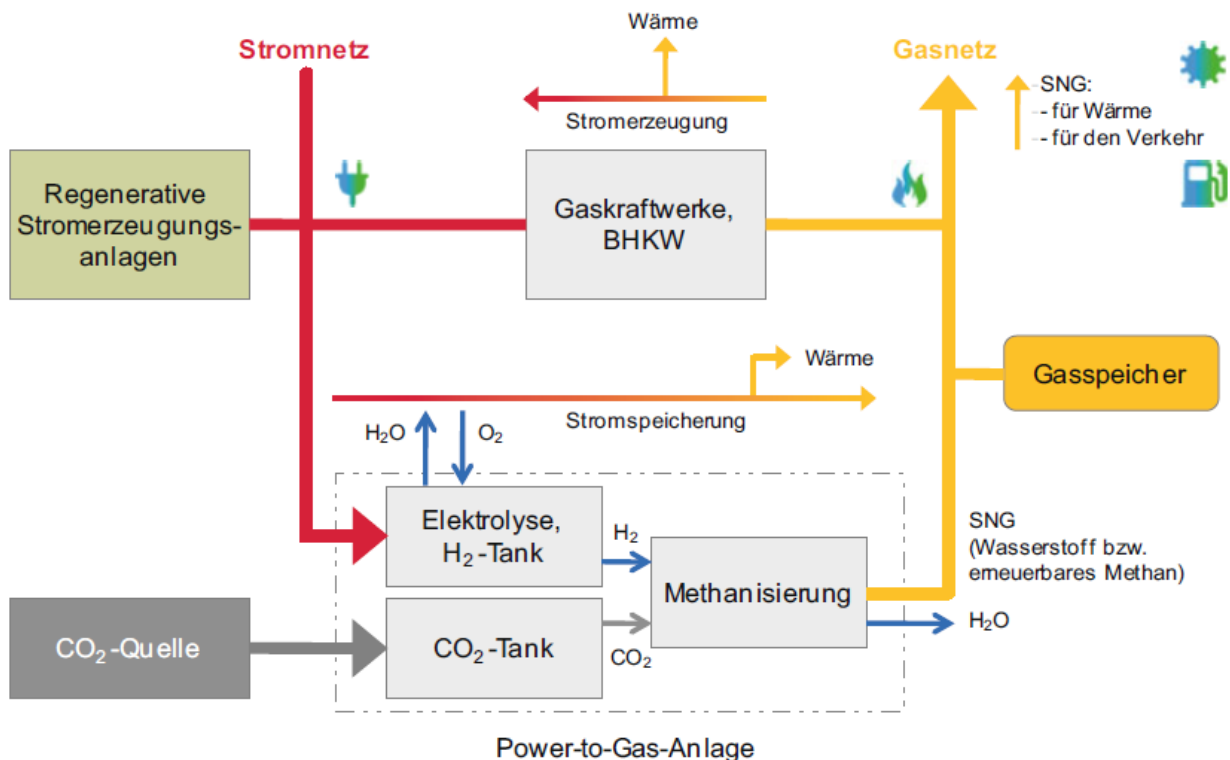 Wärme
Stromnetz
Gasnetz
SNG:
- für Wärme
- für den Verkehr
Stromerzeugung
Regenerative
Stromerzeugungs-
anlagen
Gaskraftwerke,
BHKW
Wärme
Gasspeicher
Stromspeicherung
H₂O
O₂
Elektrolyse,
H₂-Tank
H₂
SNG
(Wasserstoff bzw.
erneuerbares Methan)
Methanisierung
H₂O
CO₂-Quelle
CO₂-Tank
CO₂
Power-to-Gas-Anlage